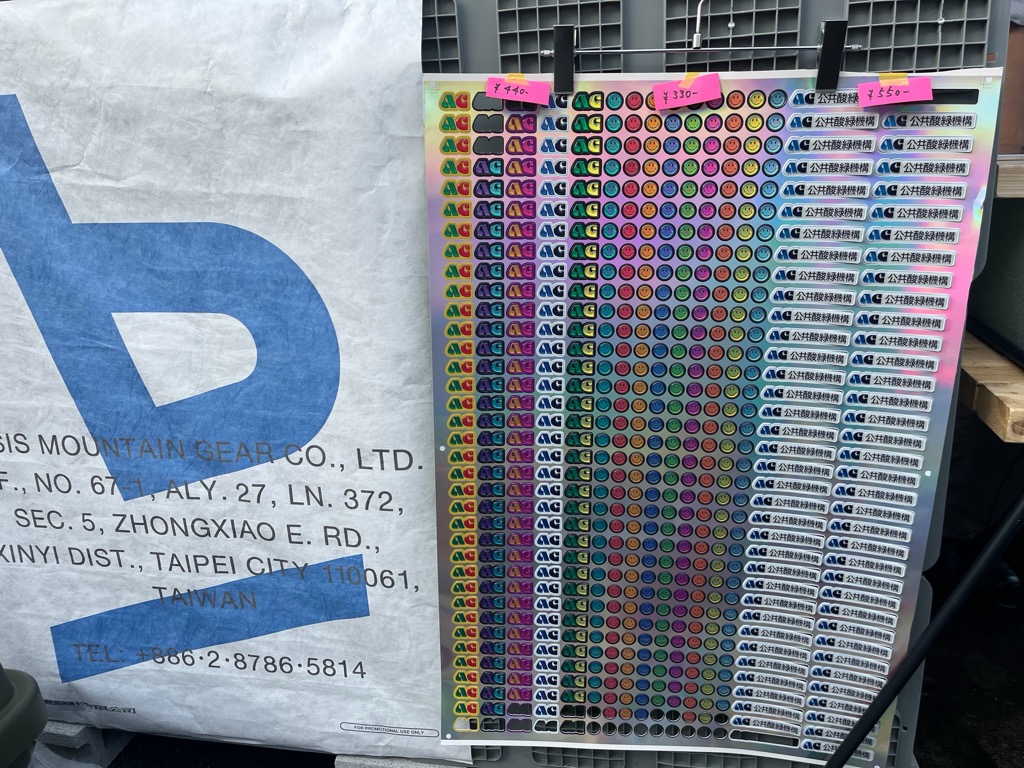 SIS MOUNTAIN GEAR CO., LTD.
F., NO. 67-1, ALY. 27, LN. 372,
SEC. 5, ZHONGXIAO E. RD.,
XINYI DIST., TAIPEI CITY 110061,
TAIWAN
TEL: +886·2·8786·5814
FOR PROMOTIONAL USE ONLY
¥440-
¥330-
¥550-
AG 公共酸緑機構